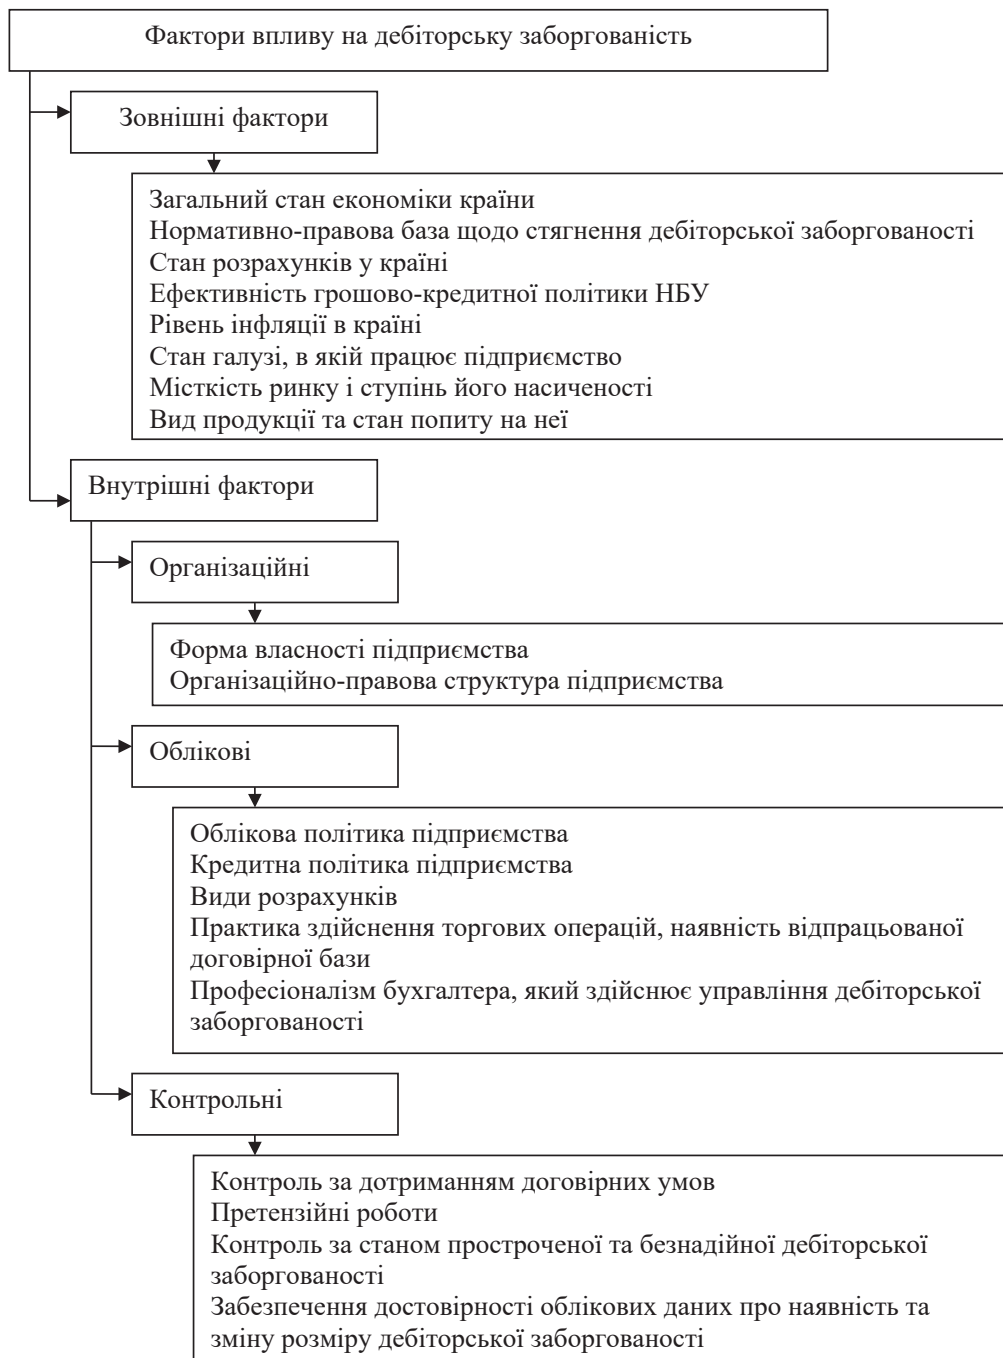 Фактори впливу на дебіторську заборгованість
Зовнішні фактори
Загальний стан економіки країни
Нормативно-правова база щодо стягнення дебіторської заборгованості
Стан розрахунків у країні
Ефективність грошово-кредитної політики НБУ
Рівень інфляції в країні
Стан галузі, в якій працює підприємство
Місткість ринку і ступінь його насиченості
Вид продукції та стан попиту на неї
Внутрішні фактори
Організаційні
Форма власності підприємства
Організаційно-правова структура підприємства
Облікові
Облікова політика підприємства
Кредитна політика підприємства
Види розрахунків
Практика здійснення торгових операцій, наявність відпрацьованої
договірної бази
Професіоналізм бухгалтера, який здійснює управління дебіторської
заборгованості
Контрольні
Контроль за дотриманням договірних умов
Претензійні роботи
Контроль за станом простроченої та безнадійної дебіторської
заборгованості
Забезпечення достовірності облікових даних про наявність та
зміну розміру дебіторської заборгованості